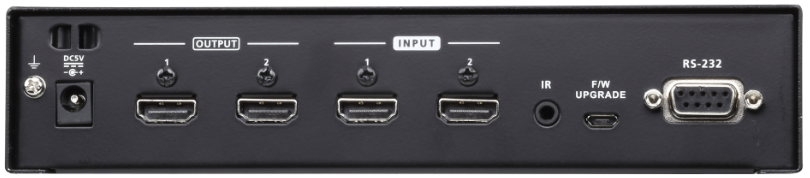 OUTPUT
INPUT
DC5V
1
2
1
2
IR
F/W
UPGRADE
RS-232